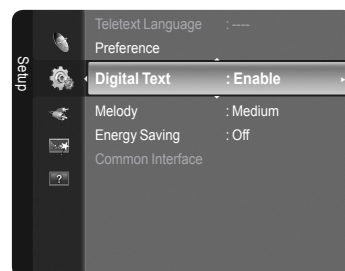 Setup
Teletext Language : ----
Preference
Digital Text : Enable
Melody : Medium
Energy Saving : Off
Common Interface
?